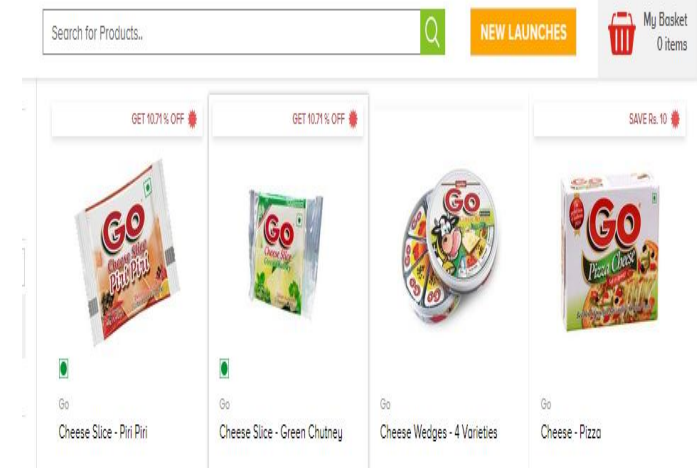 Search for Products..
NEW LAUNCHES
My Basket
0 items
GET 10.71 % OFF
GET 10.71 % OFF
SAVE Rs. 10
GO
Cheese Slice
Piri Piri
GO
Cheese Slice
GO
GO
Pizza Cheese
Go
Cheese Slice - Piri Piri
Go
Cheese Slice - Green Chutney
Go
Cheese Wedges - 4 Varieties
Go
Cheese - Pizza